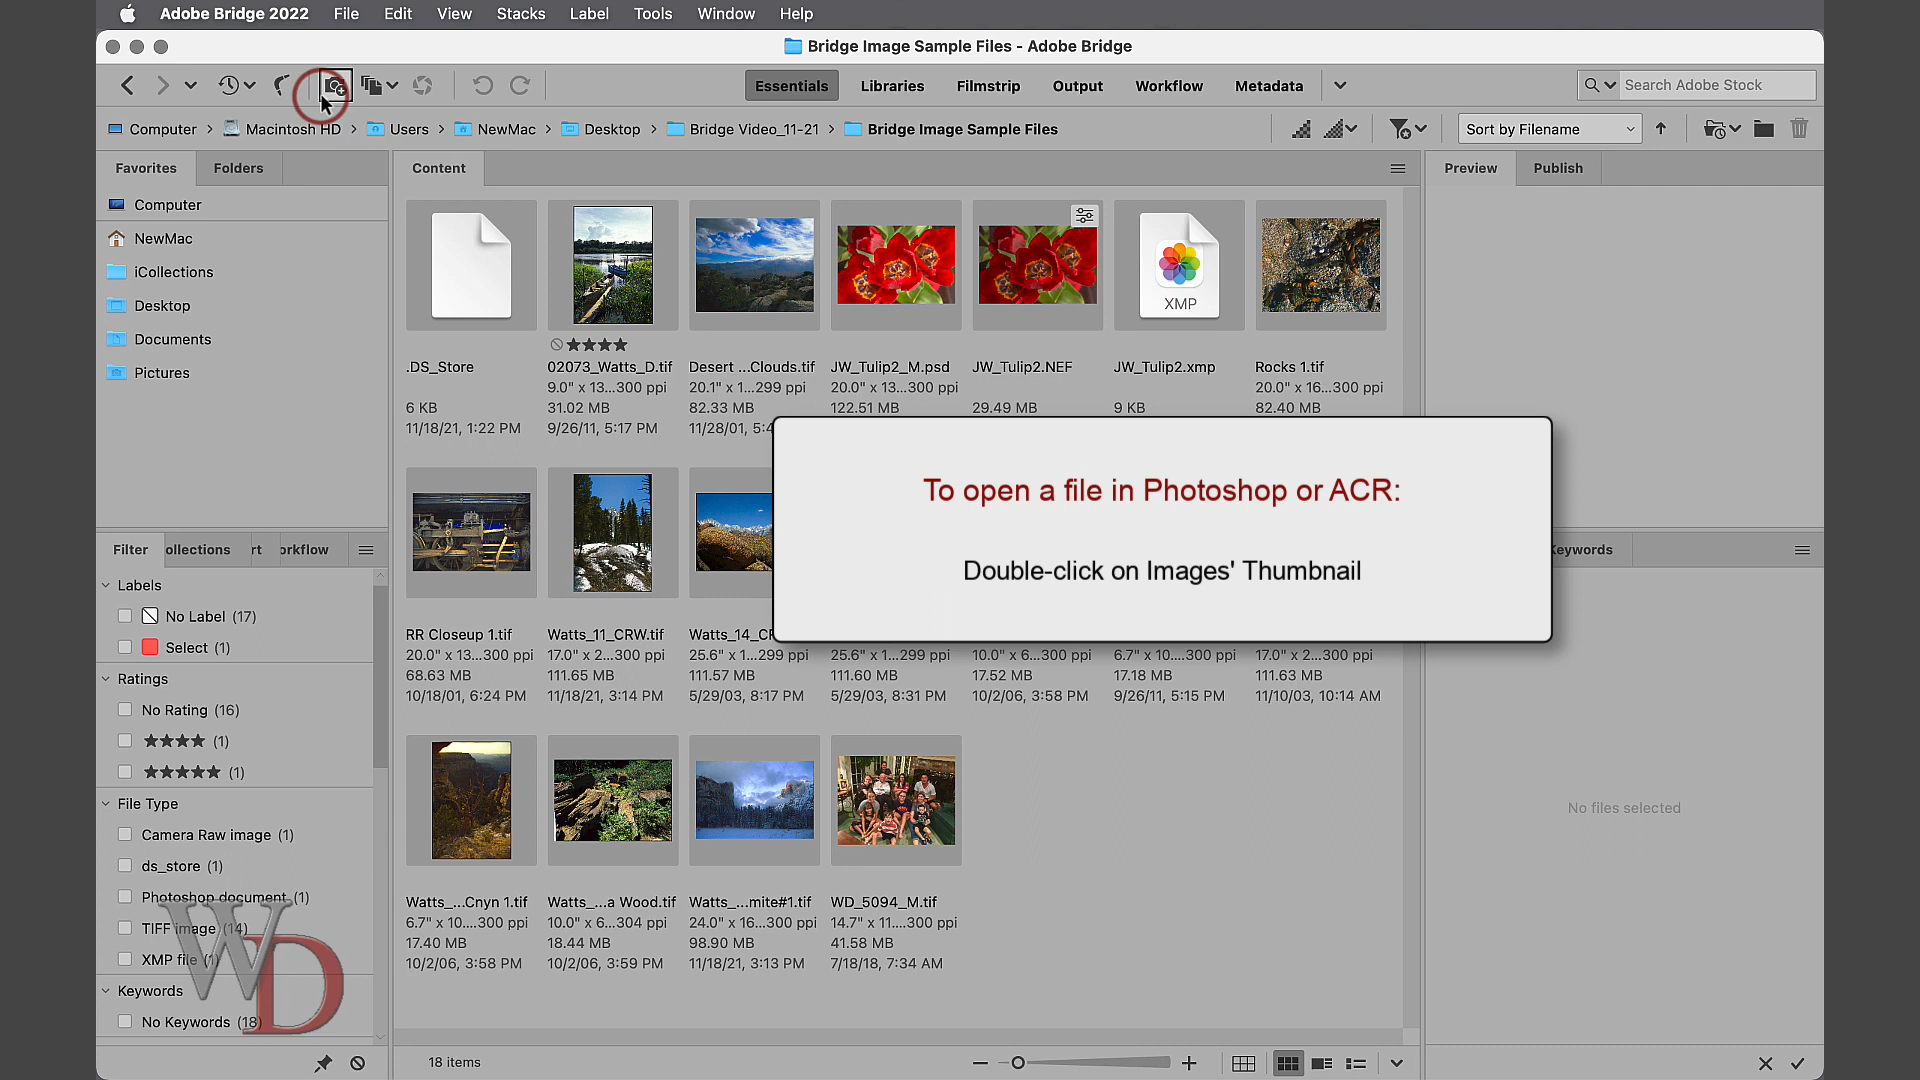 Adobe Bridge 2022 File Edit View Stacks Label Tools Window Help
Bridge Image Sample Files - Adobe Bridge
Essentials Libraries Filmstrip Output Workflow Metadata Search Adobe Stock
Computer Macintosh HD Users NewMac Desktop Bridge Video_11-21 Bridge Image Sample Files Sort by Filename
Favorites Folders Content Preview Publish
Computer
NewMac
iCollections
Desktop
Documents
Pictures
XMP
.DS_Store 02073_Watts_D.tif Desert ...Clouds.tif JW_Tulip2_M.psd JW_Tulip2.NEF JW_Tulip2.xmp Rocks 1.tif
9.0" x 13...300 ppi 20.1" x 1...299 ppi 20.0" x 13...300 ppi 20.0" x 16...300 ppi
6 KB 31.02 MB 82.33 MB 122.51 MB 29.49 MB 9 KB 82.40 MB
11/18/21, 1:22 PM 9/26/11, 5:17 PM 11/28/01, 5:4
To open a file in Photoshop or ACR:
Double-click on Images' Thumbnail
Filter ollections rt orkflow eywords
Labels
No Label (17)
Select (1)
Ratings
No Rating (16)
★★★★ (1)
★★★★★ (1)
File Type
Camera Raw image (1)
ds_store (1)
Photoshop document (1)
TIFF image (14)
XMP file (1)
Keywords
No Keywords (18)
RR Closeup 1.tif Watts_11_CRW.tif Watts_14_CR
20.0" x 13...300 ppi 17.0" x 2...300 ppi 25.6" x 1...299 ppi 25.6" x 1...299 ppi 10.0" x 6...300 ppi 6.7" x 10....300 ppi 17.0" x 2...300 ppi
68.63 MB 111.65 MB 111.57 MB 111.60 MB 17.52 MB 17.18 MB 111.63 MB
10/18/01, 6:24 PM 11/18/21, 3:14 PM 5/29/03, 8:17 PM 5/29/03, 8:31 PM 10/2/06, 3:58 PM 9/26/11, 5:15 PM 11/10/03, 10:14 AM
Watts_...Cnyn 1.tif Watts_...a Wood.tif Watts_...mite#1.tif WD_5094_M.tif
6.7" x 10....300 ppi 10.0" x 6...304 ppi 24.0" x 16...300 ppi 14.7" x 11....300 ppi
17.40 MB 18.44 MB 98.90 MB 41.58 MB
10/2/06, 3:58 PM 10/2/06, 3:59 PM 11/18/21, 3:13 PM 7/18/18, 7:34 AM
No files selected
WD
18 items